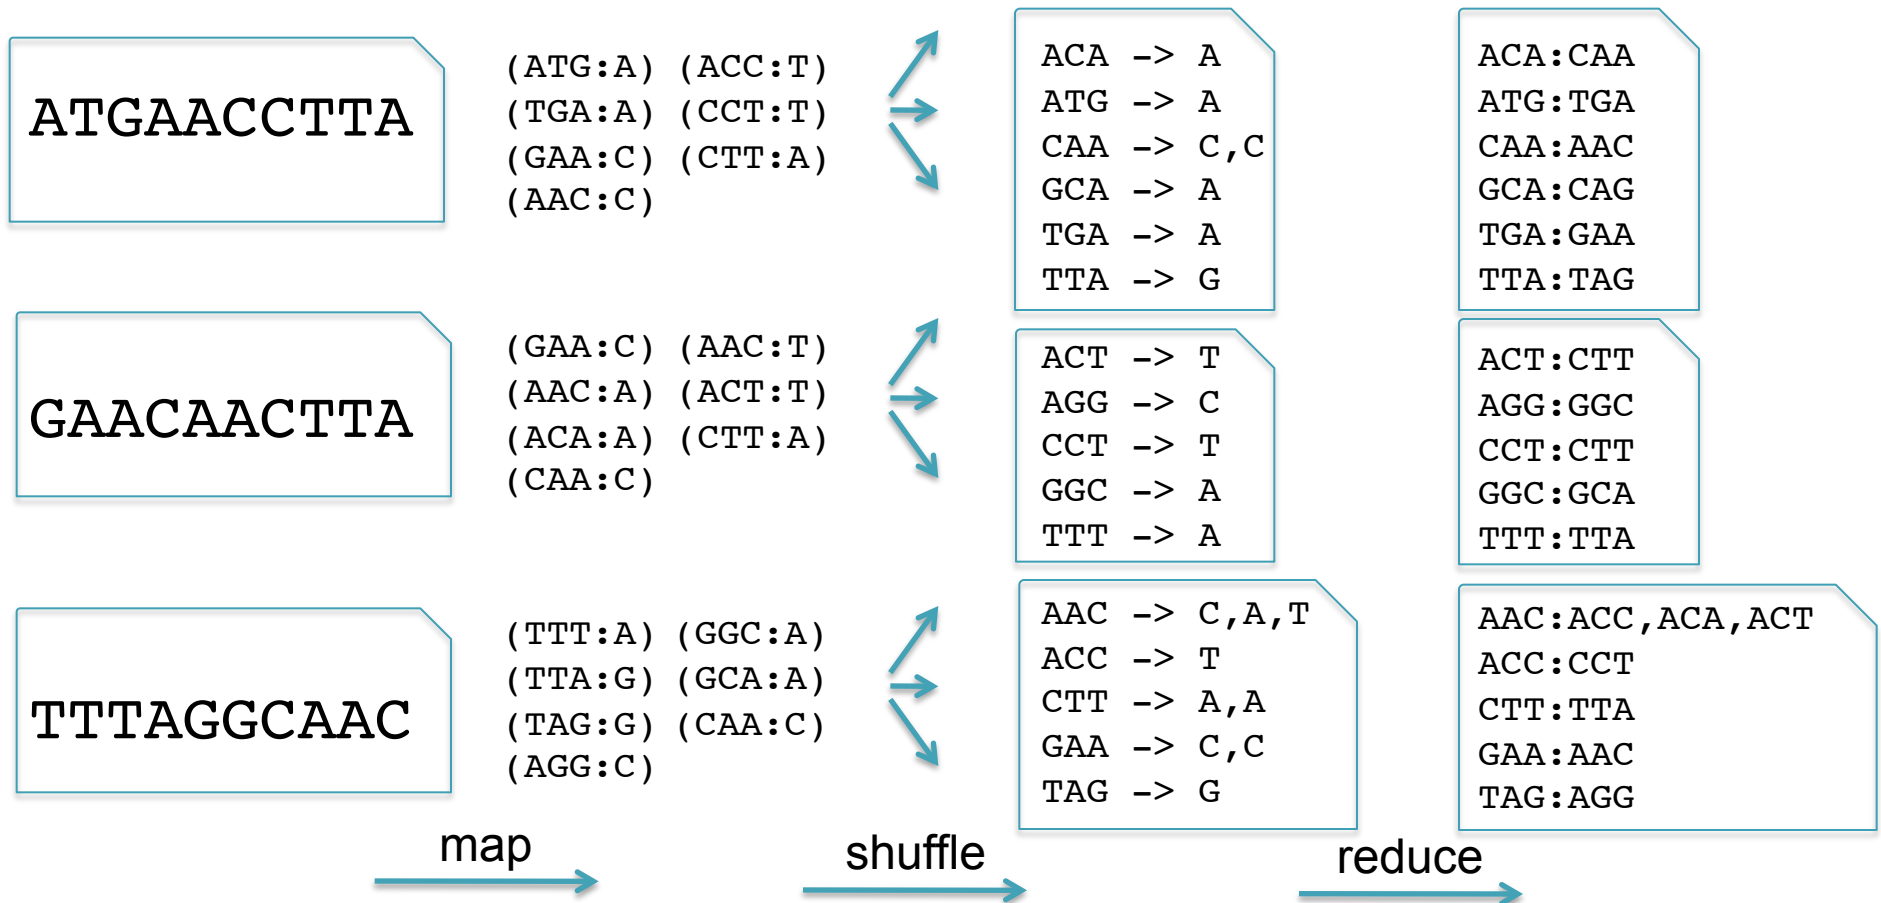 ATGAACCTTA
(ATG:A) (ACC:T)
(TGA:A) (CCT:T)
(GAA:C) (CTT:A)
(AAC:C)
ACA -> A
ATG -> A
CAA -> C,C
GCA -> A
TGA -> A
TTA -> G
ACA:CAA
ATG:TGA
CAA:AAC
GCA:CAG
TGA:GAA
TTA:TAG
GAACAACTTA
(GAA:C) (AAC:T)
(AAC:A) (ACT:T)
(ACA:A) (CTT:A)
(CAA:C)
ACT -> T
AGG -> C
CCT -> T
GGC -> A
TTT -> A
ACT:CTT
AGG:GGC
CCT:CTT
GGC:GCA
TTT:TTA
TTTAGGCAAC
(TTT:A) (GGC:A)
(TTA:G) (GCA:A)
(TAG:G) (CAA:C)
(AGG:C)
AAC -> C,A,T
ACC -> T
CTT -> A,A
GAA -> C,C
TAG -> G
AAC:ACC,ACA,ACT
ACC:CCT
CTT:TTA
GAA:AAC
TAG:AGG
map
shuffle
reduce